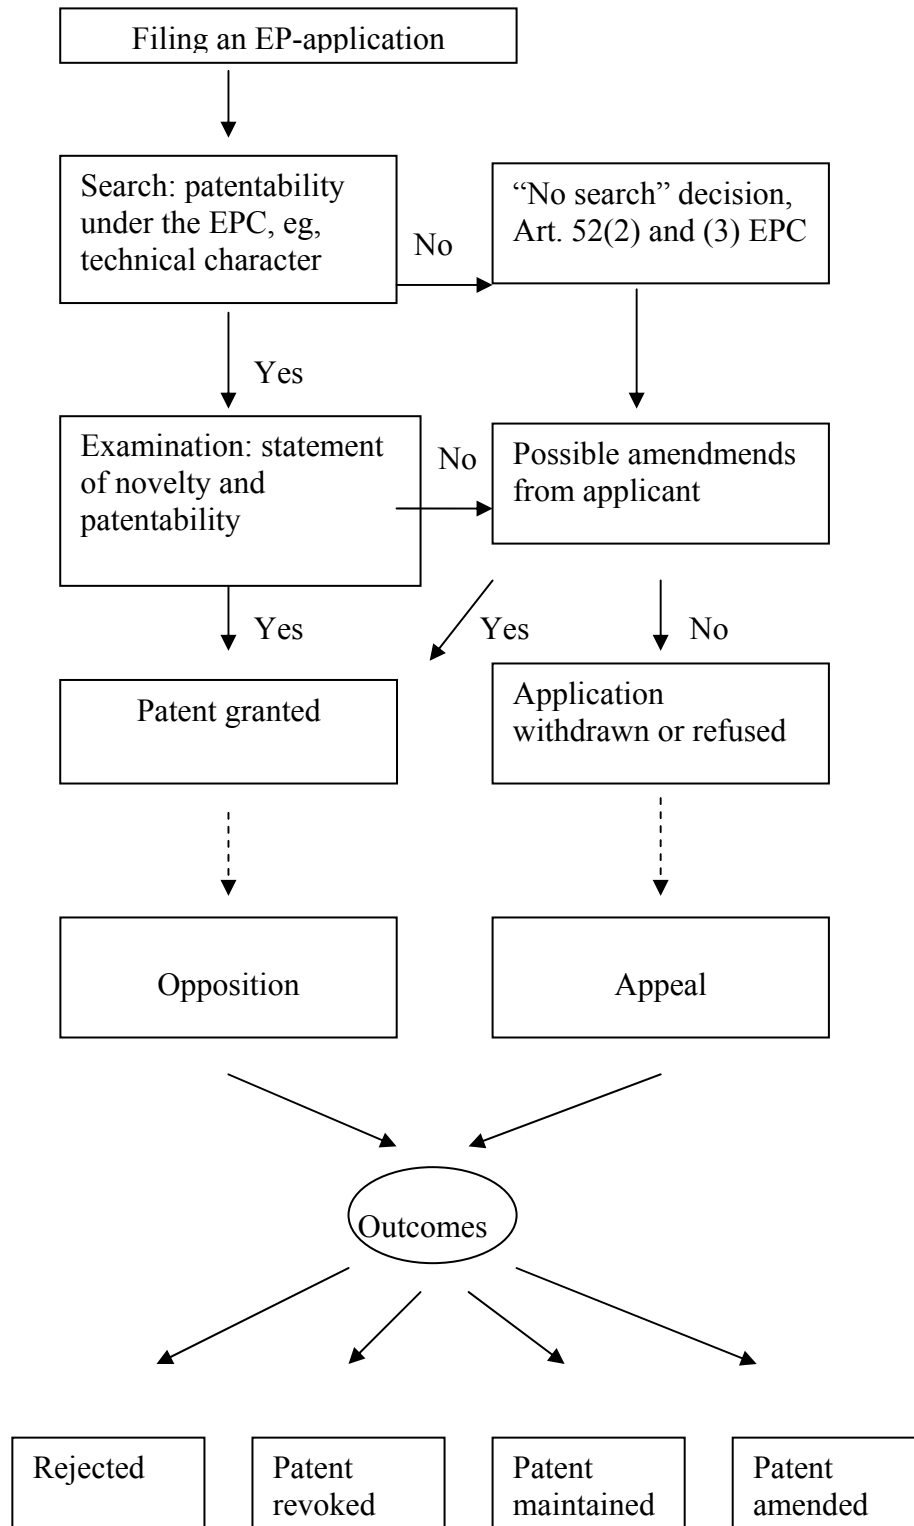 Filing an EP-application
Search: patentability
under the EPC, eg,
technical character
No
“No search” decision,
Art. 52(2) and (3) EPC
Yes
Examination: statement
of novelty and
patentability
No
Possible amendments
from applicant
Yes
Yes
No
Patent granted
Application
withdrawn or refused
Opposition
Appeal
Outcomes
Rejected
Patent
revoked
Patent
maintained
Patent
amended